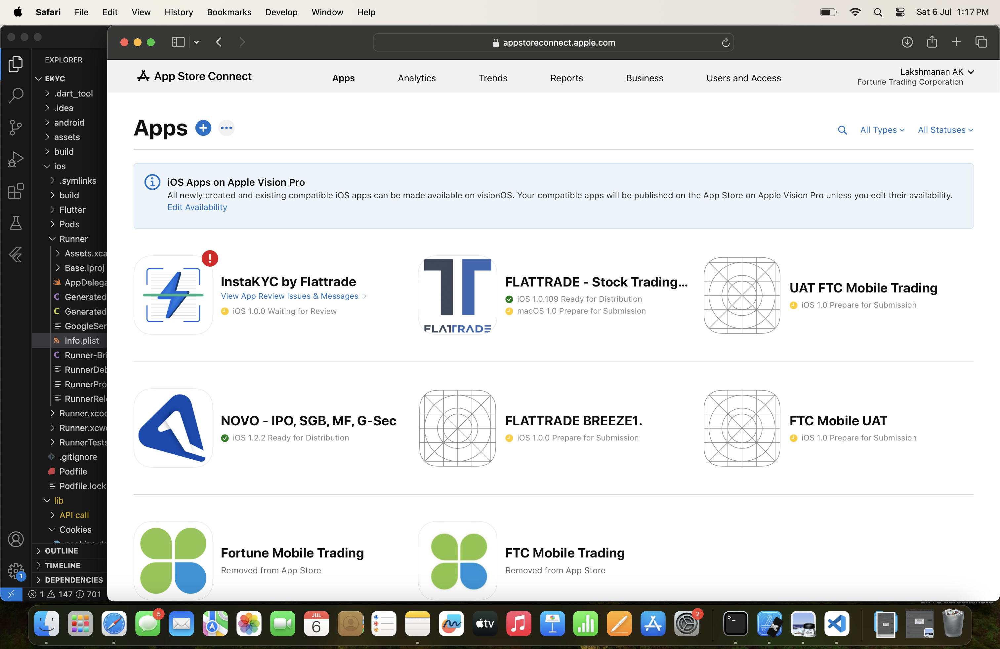 Safari File Edit View History Bookmarks Develop Window Help Sat 6 Jul 1:17 PM
appstoreconnect.apple.com
EXPLORER
EKYC
.dart_tool
.idea
android
assets
build
ios
.symlinks
build
Flutter
Pods
Runner
Assets.xca
Base.lproj
AppDelega
Generated
Generated
GoogleSer
Info.plist
Runner-Bri
RunnerDeb
RunnerPro
RunnerRele
Runner.xcod
Runner.xcwo
RunnerTests
.gitignore
Podfile
Podfile.lock
lib
API call
Cookies
OUTLINE
TIMELINE
DEPENDENCIES
1
1 147 701
App Store Connect Apps Analytics Trends Reports Business Users and Access Lakshmanan AK
Fortune Trading Corporation
Apps
All Types All Statuses
iOS Apps on Apple Vision Pro
All newly created and existing compatible iOS apps can be made available on visionOS. Your compatible apps will be published on the App Store on Apple Vision Pro unless you edit their availability.
Edit Availability
InstaKYC by Flattrade
View App Review Issues & Messages
iOS 1.0.0 Waiting for Review
FLATTRADE
FLATTRADE - Stock Trading...
iOS 1.0.109 Ready for Distribution
macOS 1.0 Prepare for Submission
UAT FTC Mobile Trading
iOS 1.0 Prepare for Submission
NOVO - IPO, SGB, MF, G-Sec
iOS 1.2.2 Ready for Distribution
FLATTRADE BREEZE1.
iOS 1.0.0 Prepare for Submission
FTC Mobile UAT
iOS 1.0 Prepare for Submission
Fortune Mobile Trading
Removed from App Store
FTC Mobile Trading
Removed from App Store
5
JUL
6
tv
2